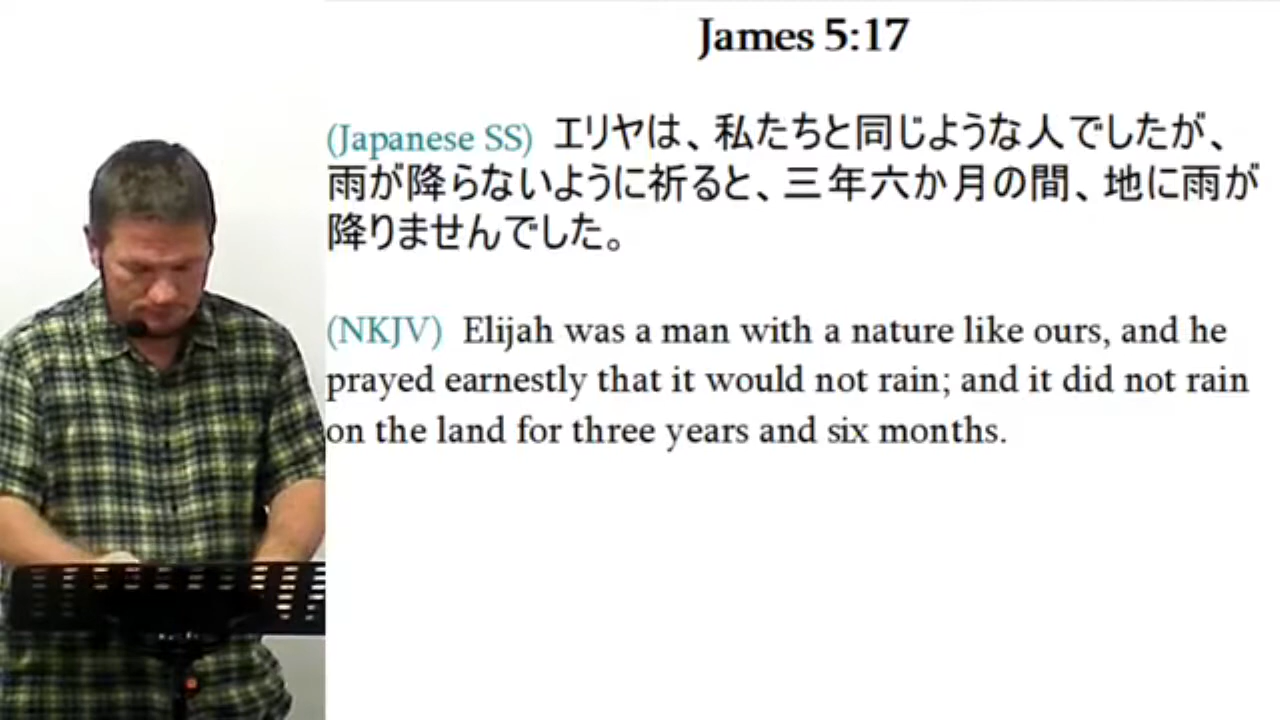 James 5:17
(Japanese SS) エリヤは、私たちと同じような人でしたが、
雨が降らないように祈ると、三年六か月の間、地に雨が
降りませんでした。
(NKJV) Elijah was a man with a nature like ours, and he
prayed earnestly that it would not rain; and it did not rain
on the land for three years and six months.